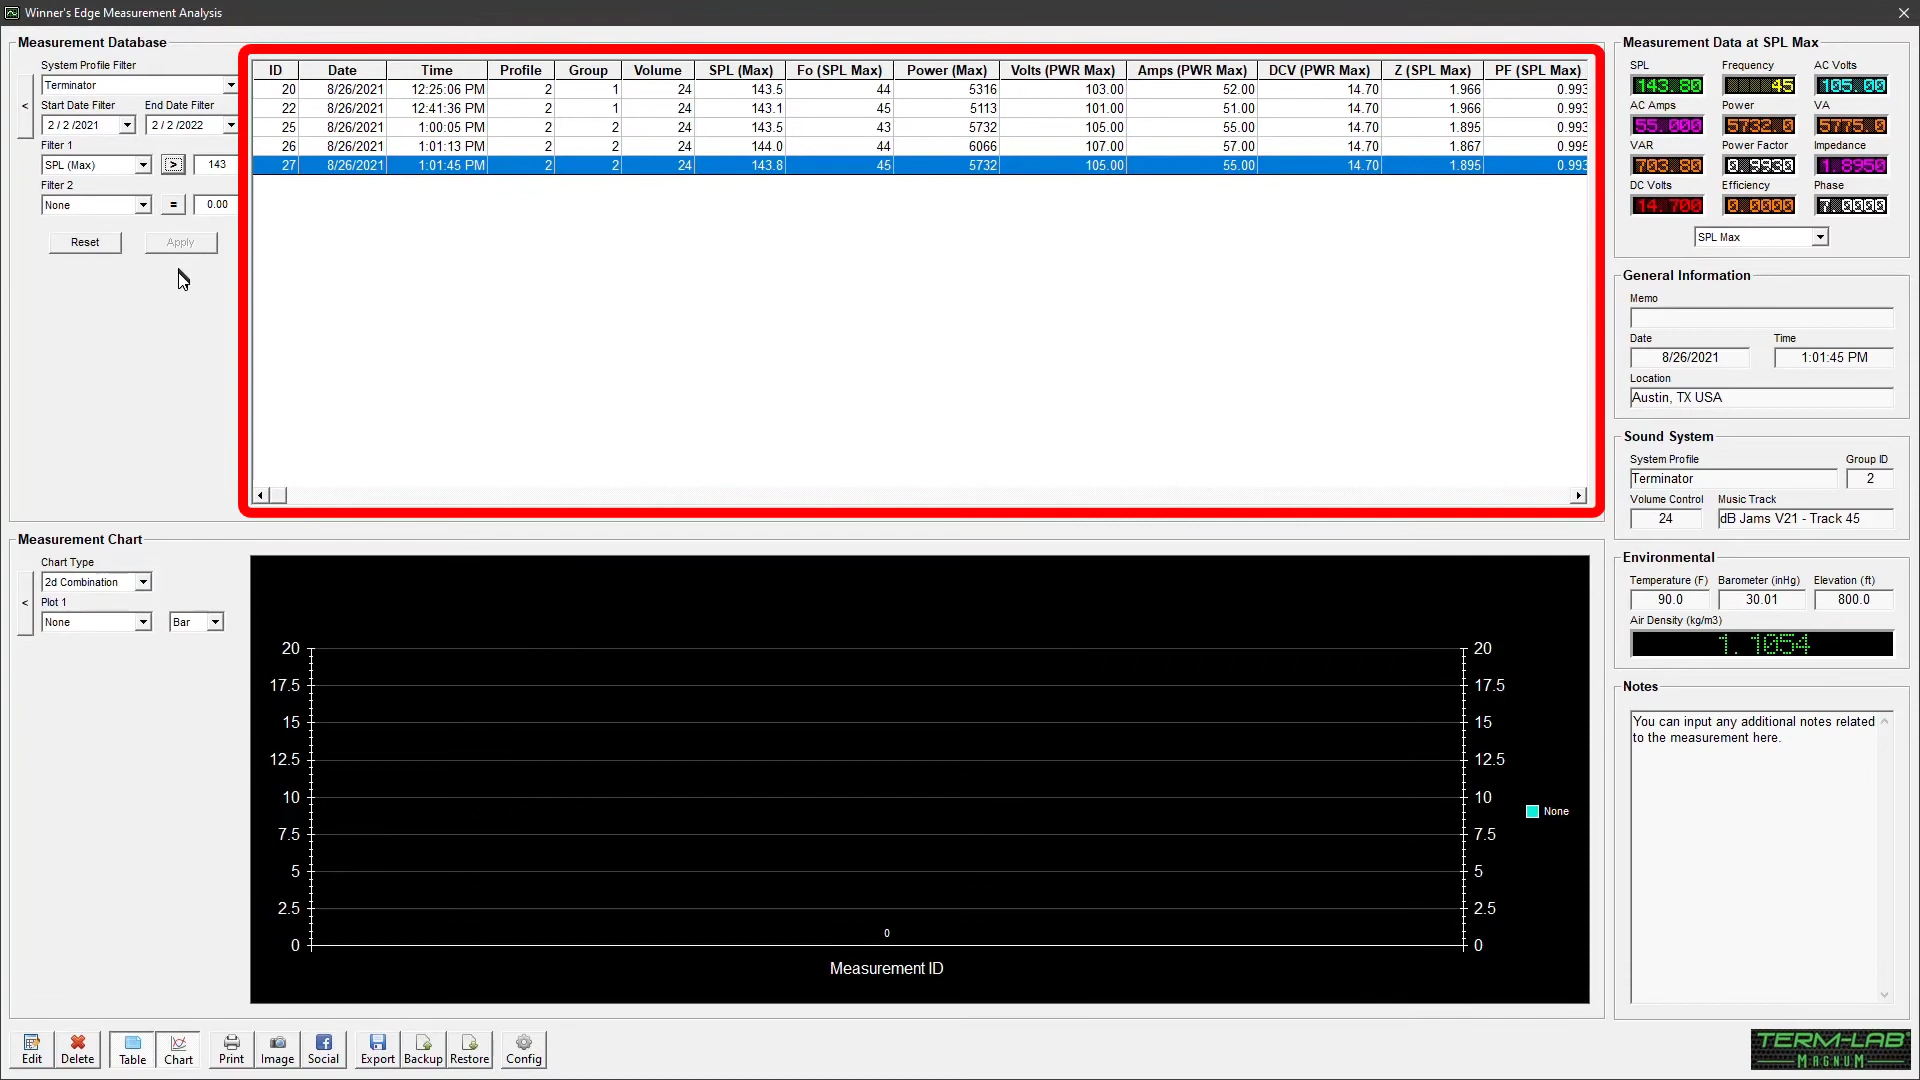 Winner's Edge Measurement Analysis
Measurement Database
System Profile Filter
Terminator
Start Date Filter End Date Filter
2 / 2 /2021 2 / 2 /2022
Filter 1
SPL (Max) > 143
Filter 2
None = 0.00
Reset Apply
<
ID Date Time Profile Group Volume SPL (Max) Fo (SPL Max) Power (Max) Volts (PWR Max) Amps (PWR Max) DCV (PWR Max) Z (SPL Max) PF (SPL Max)
20 8/26/2021 12:25:06 PM 2 1 24 143.5 44 5316 103.00 52.00 14.70 1.966 0.993
22 8/26/2021 12:41:36 PM 2 1 24 143.1 45 5113 101.00 51.00 14.70 1.966 0.993
25 8/26/2021 1:00:05 PM 2 2 24 143.5 43 5732 105.00 55.00 14.70 1.895 0.993
26 8/26/2021 1:01:13 PM 2 2 24 144.0 44 6066 107.00 57.00 14.70 1.867 0.995
27 8/26/2021 1:01:45 PM 2 2 24 143.8 45 5732 105.00 55.00 14.70 1.895 0.993
Measurement Data at SPL Max
SPL Frequency AC Volts
143.80 45 105.00
AC Amps Power VA
55.000 5732.0 5775.0
VAR Power Factor Impedance
703.80 0.9930 1.8950
DC Volts Efficiency Phase
14.700 0.0000 7.0000
SPL Max
General Information
Memo
Date Time
8/26/2021 1:01:45 PM
Location
Austin, TX USA
Sound System
System Profile Group ID
Terminator 2
Volume Control Music Track
24 dB Jams V21 - Track 45
Environmental
Temperature (F) Barometer (inHg) Elevation (ft)
90.0 30.01 800.0
Air Density (kg/m3)
1.1054
Notes
You can input any additional notes related
to the measurement here.
Measurement Chart
Chart Type
2d Combination
<
Plot 1
None Bar
20 20
17.5 17.5
15 15
12.5 12.5
10 10
None
7.5 7.5
5 5
2.5 2.5
0
0 0
Measurement ID
Edit Delete Table Chart Print Image Social Export Backup Restore Config
TERM-LAB
MAGNUM